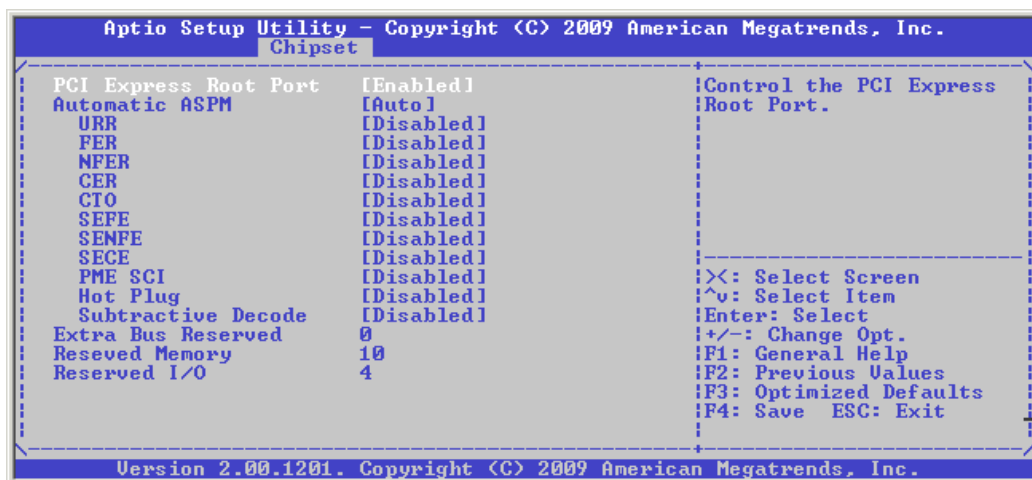 Aptio Setup Utility – Copyright (C) 2009 American Megatrends, Inc.
Chipset
PCI Express Root Port [Enabled] Control the PCI Express
Automatic ASPM [Auto] Root Port.
URR [Disabled]
FER [Disabled]
NFER [Disabled]
CER [Disabled]
CTO [Disabled]
SEFE [Disabled]
SENFE [Disabled]
SECE [Disabled]
PME SCI [Disabled] ><: Select Screen
Hot Plug [Disabled] ^v: Select Item
Subtractive Decode [Disabled] Enter: Select
Extra Bus Reserved 0 +/-: Change Opt.
Reseved Memory 10 F1: General Help
Reserved I/O 4 F2: Previous Values
F3: Optimized Defaults
F4: Save ESC: Exit
Version 2.00.1201. Copyright (C) 2009 American Megatrends, Inc.